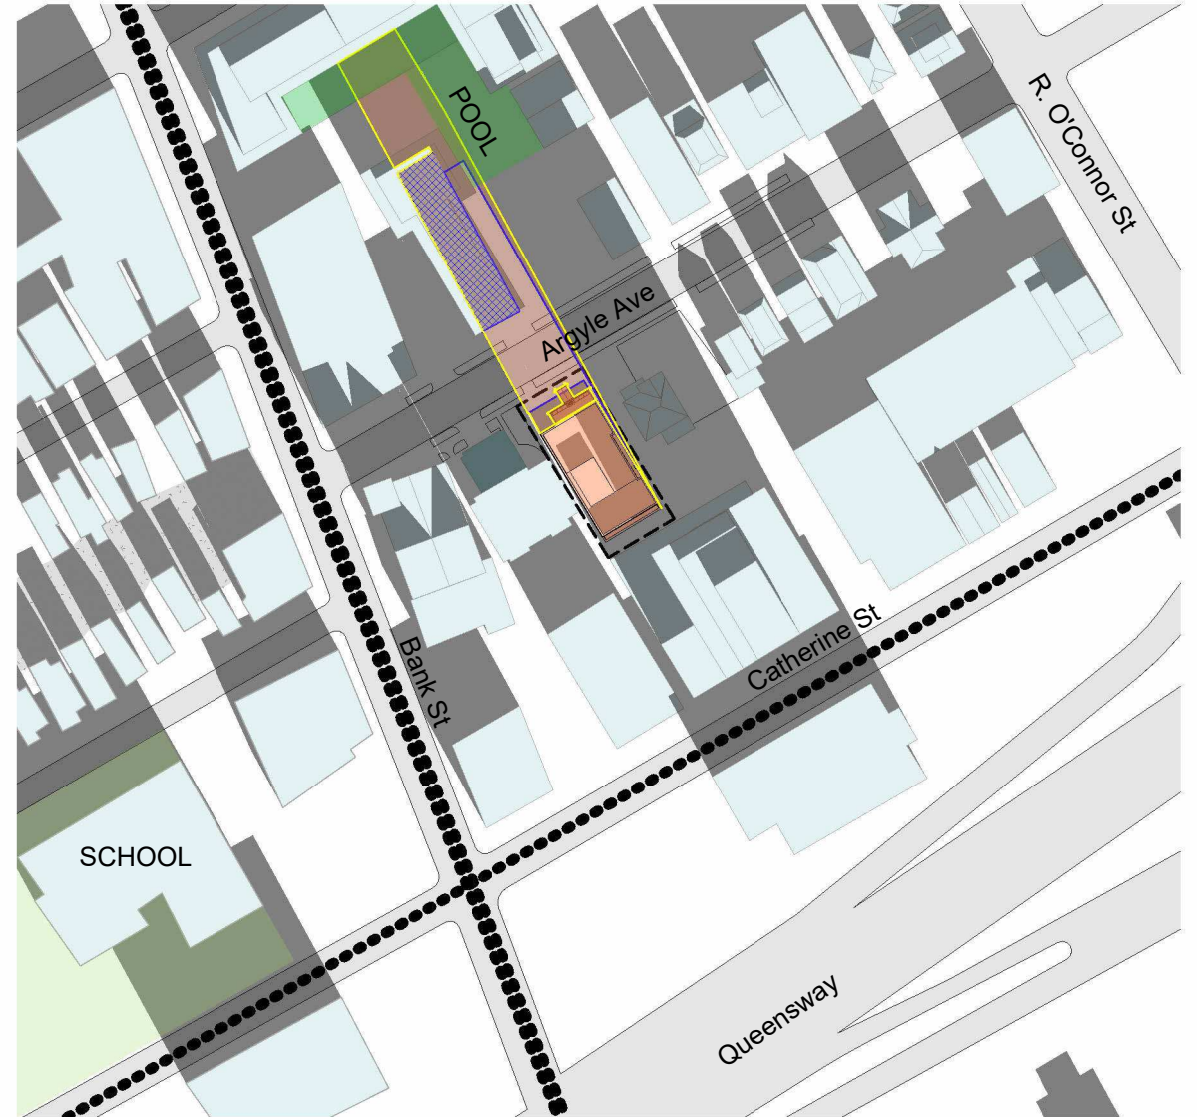 POOL
R. O'Connor St
Argyle Ave
Bank St
Catherine St
SCHOOL
Queensway